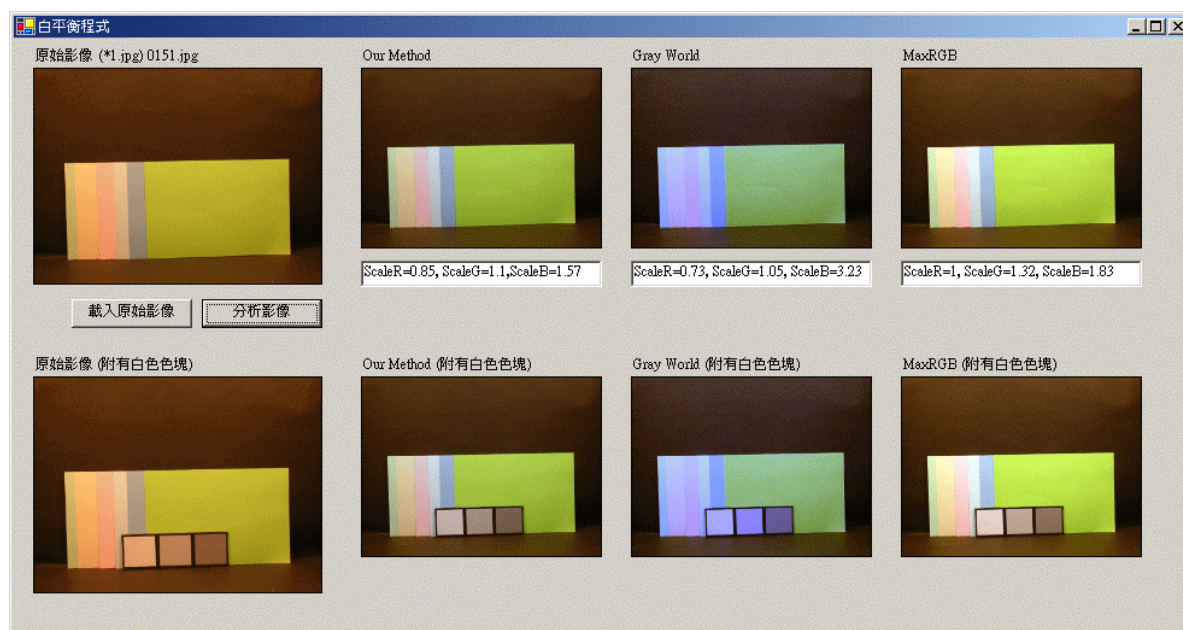 白平衡程式
原始影像 (*1.jpg) 0151.jpg
Our Method
Gray World
MaxRGB
ScaleR=0.85, ScaleG=1.1,ScaleB=1.57
ScaleR=0.73, ScaleG=1.05, ScaleB=3.23
ScaleR=1, ScaleG=1.32, ScaleB=1.83
載入原始影像
分析影像
原始影像 (附有白色色塊)
Our Method (附有白色色塊)
Gray World (附有白色色塊)
MaxRGB (附有白色色塊)